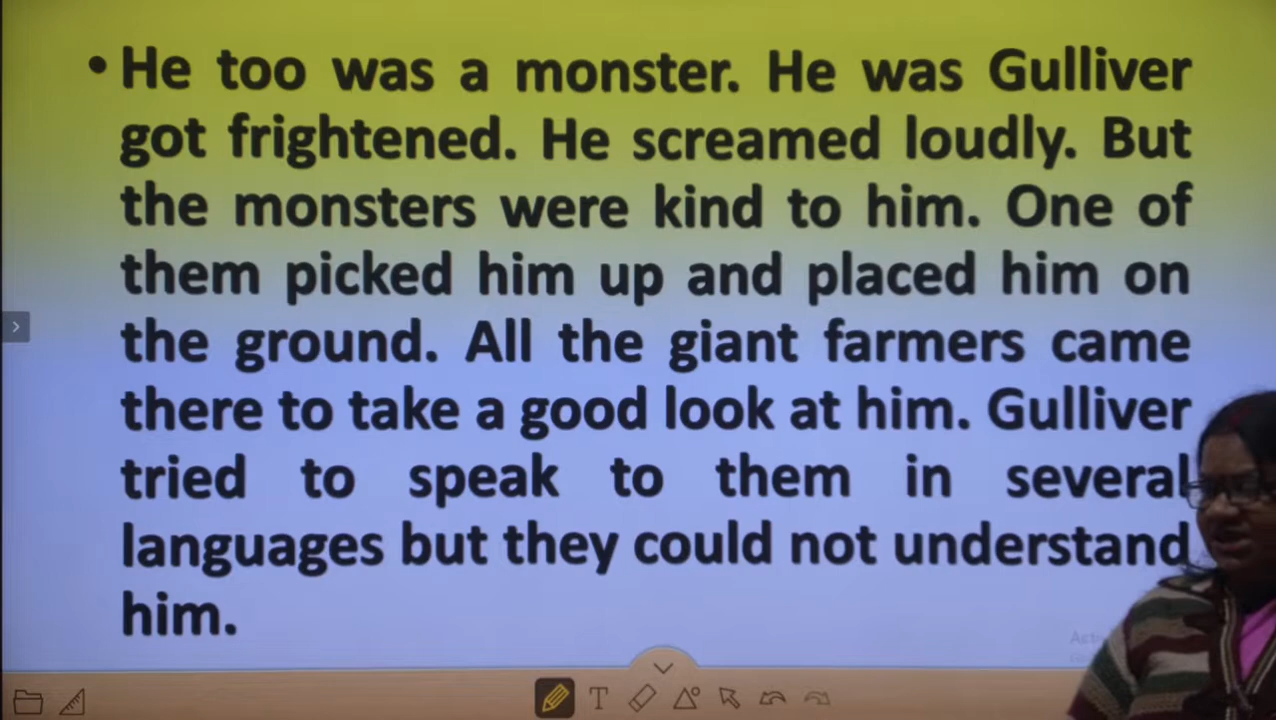 • He too was a monster. He was Gulliver
got frightened. He screamed loudly. But
the monsters were kind to him. One of
them picked him up and placed him on
the ground. All the giant farmers came
there to take a good look at him. Gulliver
tried to speak to them in several
languages but they could not understand
him.
T